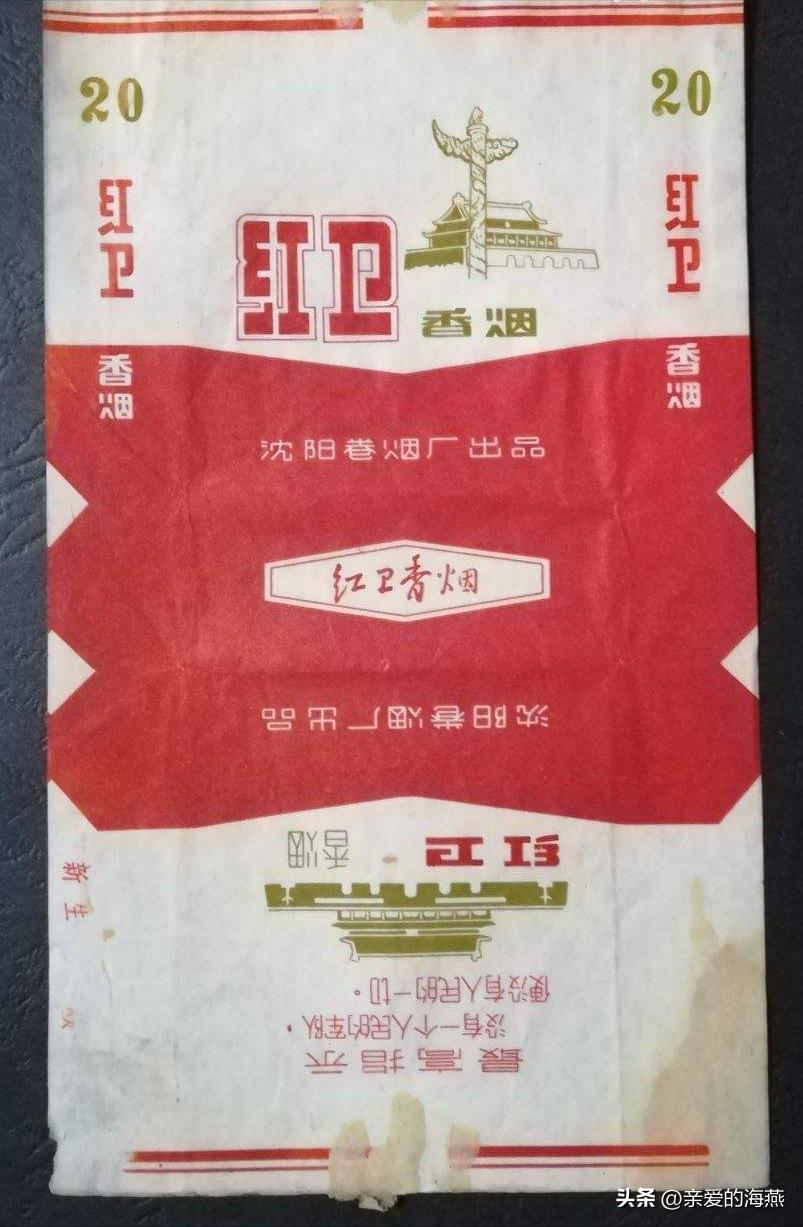 20
20
红卫
红卫
红卫
香烟
香烟
香烟
沈阳卷烟厂出品
红卫香烟
沈阳卷烟厂出品
红卫
香烟
最高指示
没有一个人民的军队，
便没有人民的一切。
新生
头条 @亲爱的海燕